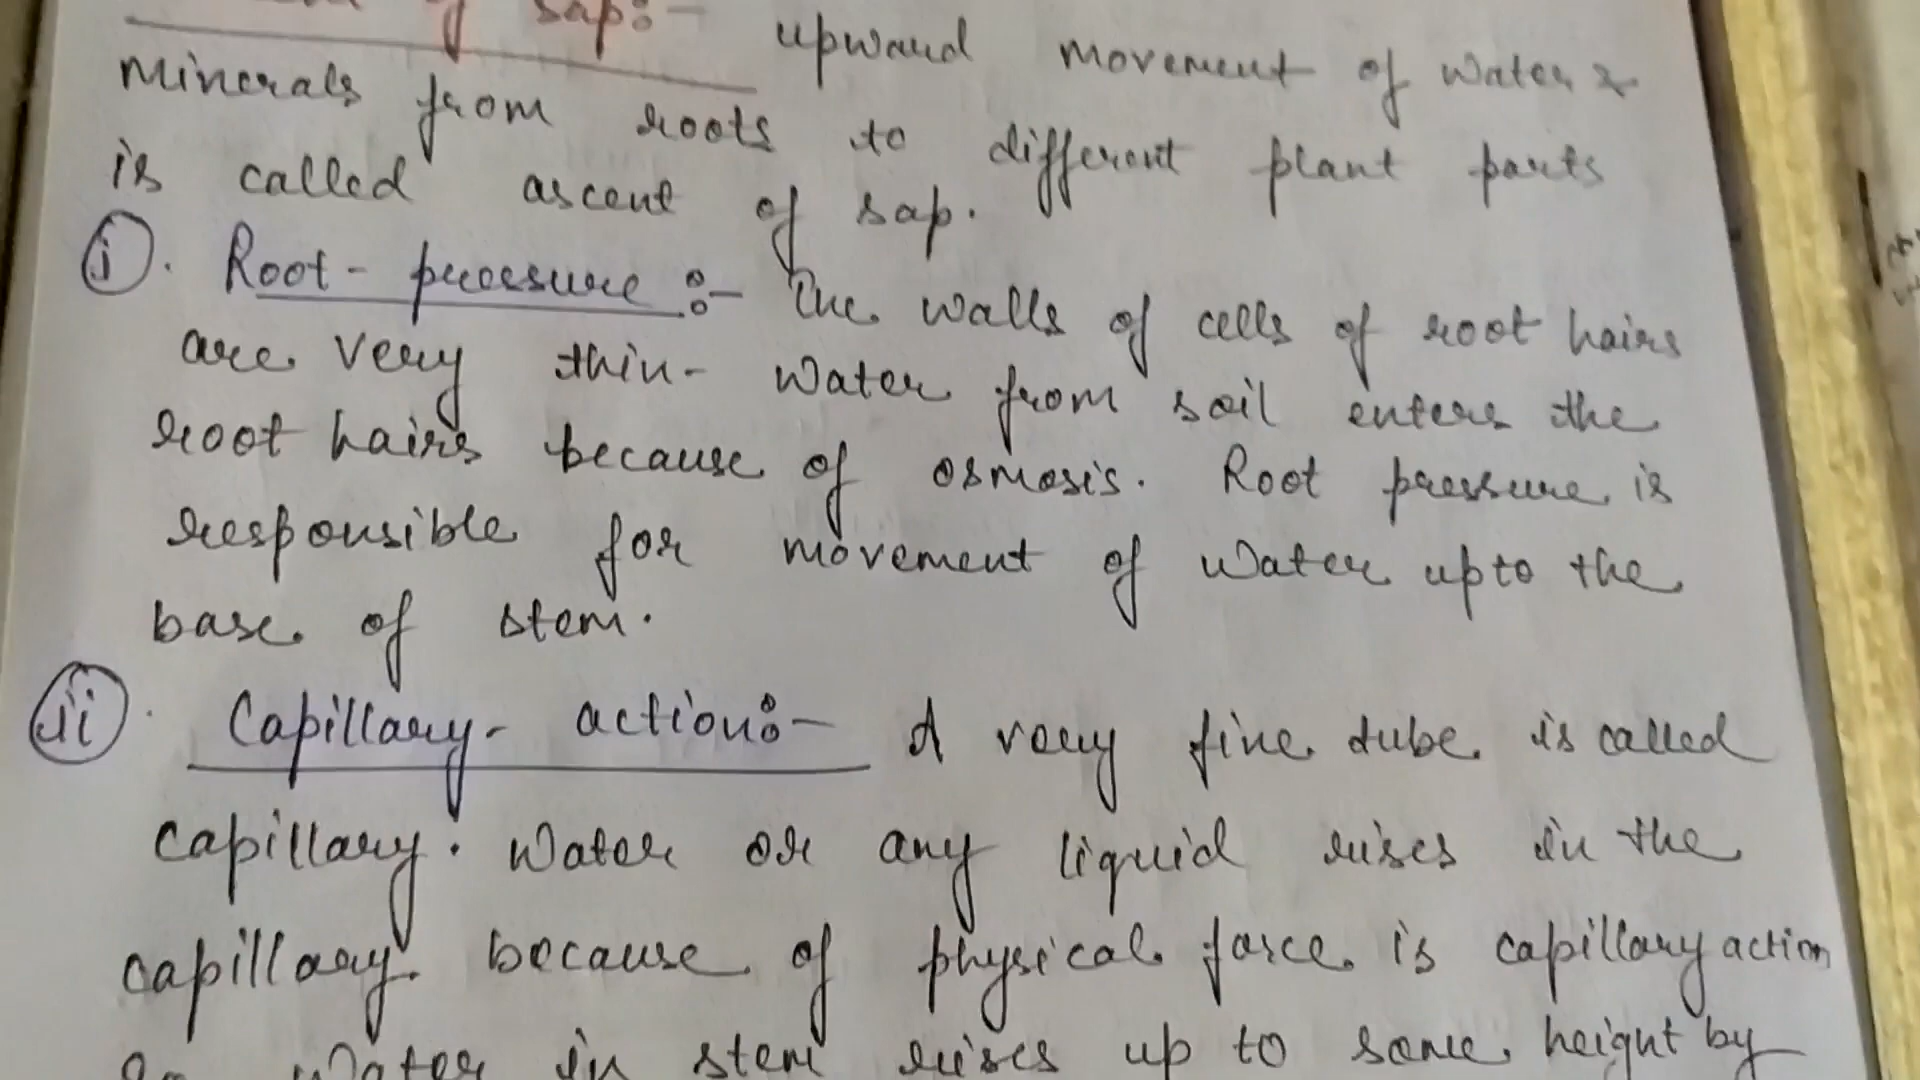 of sap:- upward movement of water &
minerals from roots to different plant parts
is called ascent of sap.
(i). Root - pressure :- The walls of cells of root hairs
are very thin - Water from soil enters the
root hairs because of osmosis. Root pressure is
responsible for movement of water upto the
base of stem.
(ii). Capillary - action :- A very fine tube is called
capillary. Water or any liquid rises in the
capillary because of physical force is capillary action
Water in stem rises up to some height by